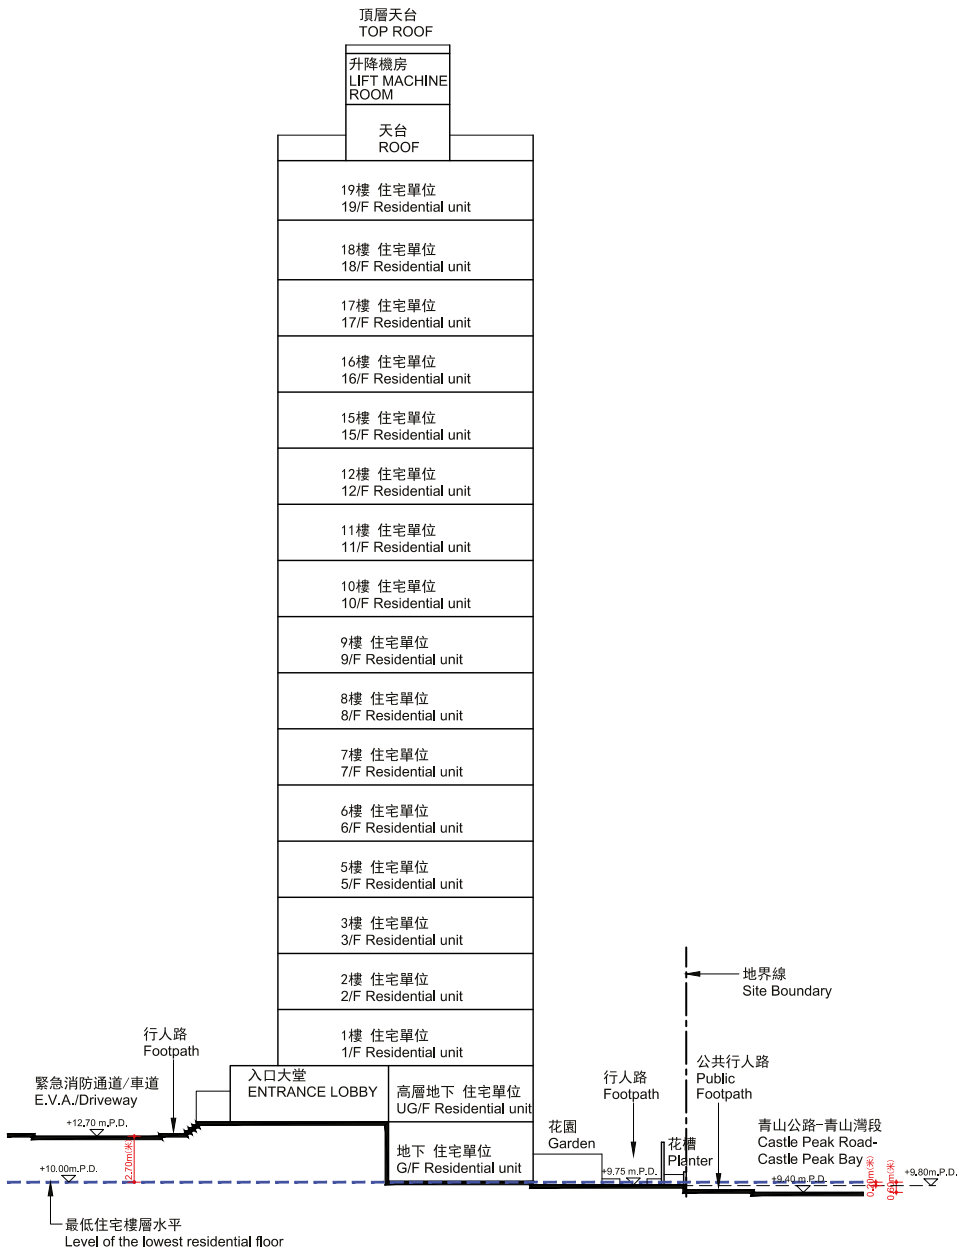 頂層天台
TOP ROOF
升降機房
LIFT MACHINE
ROOM
天台
ROOF
19樓 住宅單位
19/F Residential unit
18樓 住宅單位
18/F Residential unit
17樓 住宅單位
17/F Residential unit
16樓 住宅單位
16/F Residential unit
15樓 住宅單位
15/F Residential unit
12樓 住宅單位
12/F Residential unit
11樓 住宅單位
11/F Residential unit
10樓 住宅單位
10/F Residential unit
9樓 住宅單位
9/F Residential unit
8樓 住宅單位
8/F Residential unit
7樓 住宅單位
7/F Residential unit
6樓 住宅單位
6/F Residential unit
5樓 住宅單位
5/F Residential unit
3樓 住宅單位
3/F Residential unit
2樓 住宅單位
2/F Residential unit
1樓 住宅單位
1/F Residential unit
地界線
Site Boundary
行人路
Footpath
緊急消防通道/車道
E.V.A./Driveway
+12.70 m.P.D.
2.70m(米)
+10.00m.P.D.
入口大堂
ENTRANCE LOBBY
高層地下 住宅單位
UG/F Residential unit
地下 住宅單位
G/F Residential unit
花園
Garden
行人路
Footpath
+9.75 m.P.D.
花槽
Planter
公共行人路
Public
Footpath
青山公路-青山灣段
Castle Peak Road-
Castle Peak Bay
+9.40 m.P.D.
0.20m(米)
0.60m(米)
+9.80m.P.D.
最低住宅樓層水平
Level of the lowest residential floor